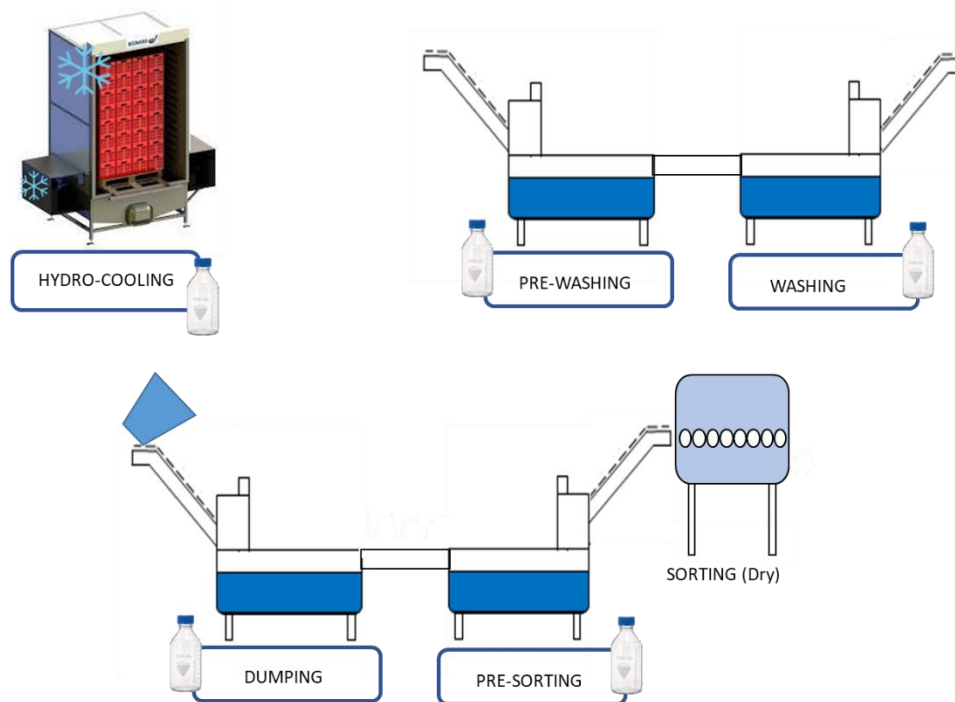 HYDRO-COOLING
PRE-WASHING
WASHING
SORTING (Dry)
DUMPING
PRE-SORTING